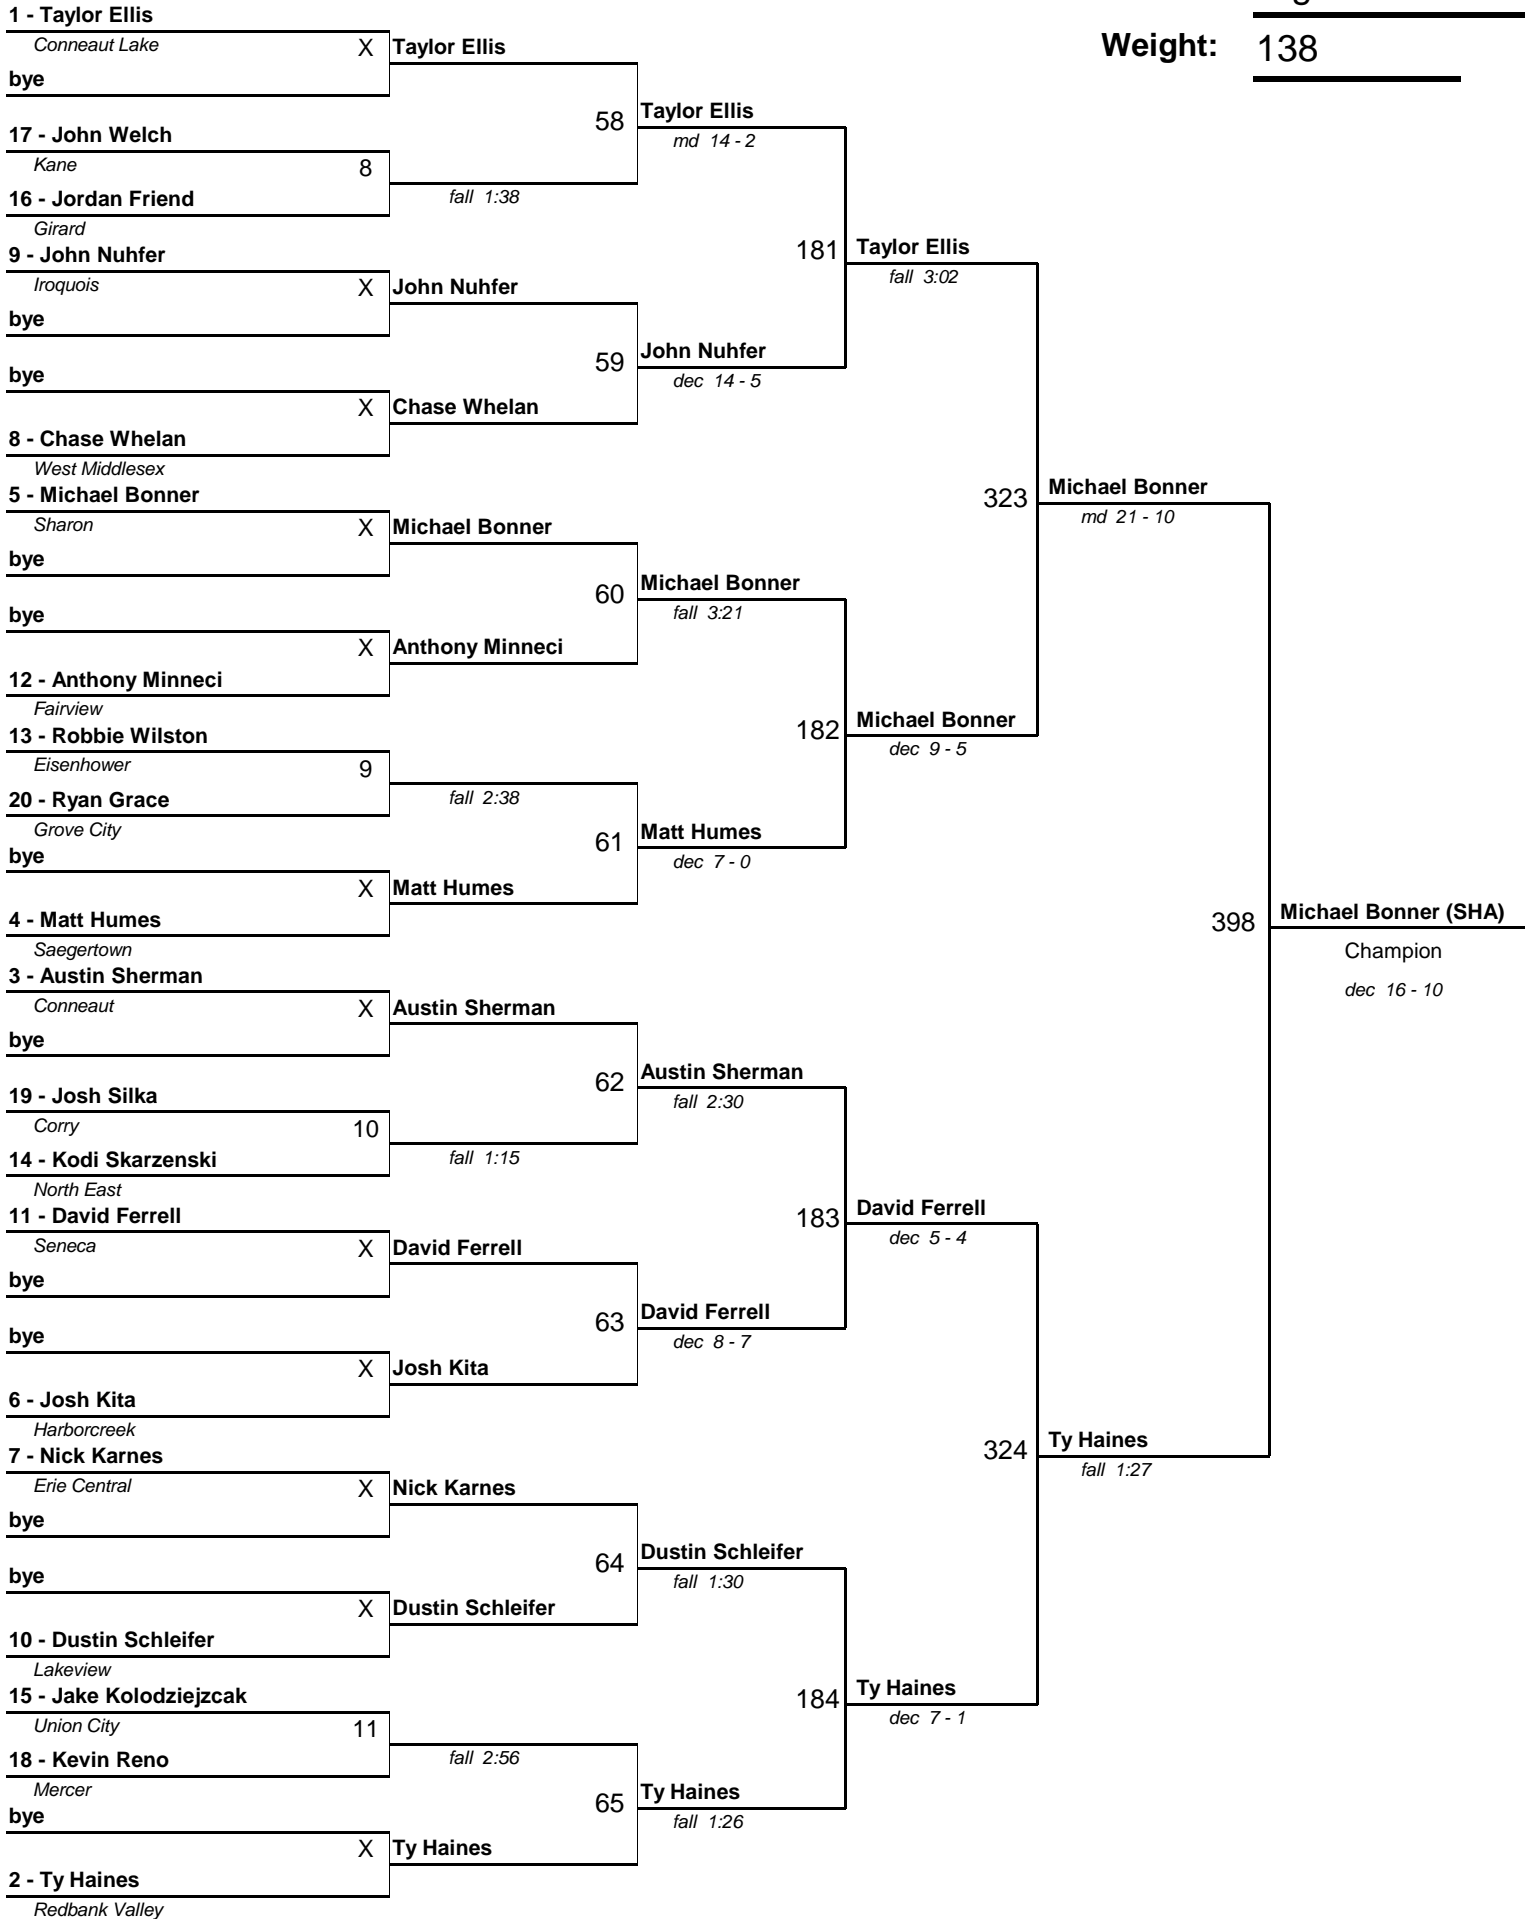 1 - Taylor Ellis
Conneaut Lake
X
Taylor Ellis
Weight: 138
bye
58
Taylor Ellis
md 14 - 2
17 - John Welch
Kane
8
16 - Jordan Friend
fall 1:38
Girard
9 - John Nuhfer
181
Taylor Ellis
fall 3:02
Iroquois
X
John Nuhfer
bye
59
John Nuhfer
dec 14 - 5
bye
X
Chase Whelan
8 - Chase Whelan
West Middlesex
5 - Michael Bonner
323
Michael Bonner
md 21 - 10
Sharon
X
Michael Bonner
bye
60
Michael Bonner
fall 3:21
bye
X
Anthony Minneci
12 - Anthony Minneci
Fairview
13 - Robbie Wilston
182
Michael Bonner
dec 9 - 5
Eisenhower
9
20 - Ryan Grace
fall 2:38
Grove City
bye
61
Matt Humes
dec 7 - 0
X
Matt Humes
4 - Matt Humes
398
Michael Bonner (SHA)
Champion
dec 16 - 10
Saegertown
3 - Austin Sherman
Conneaut
X
Austin Sherman
bye
62
Austin Sherman
fall 2:30
19 - Josh Silka
Corry
10
14 - Kodi Skarzenski
fall 1:15
North East
11 - David Ferrell
183
David Ferrell
dec 5 - 4
Seneca
X
David Ferrell
bye
63
David Ferrell
dec 8 - 7
bye
X
Josh Kita
6 - Josh Kita
Harborcreek
7 - Nick Karnes
324
Ty Haines
fall 1:27
Erie Central
X
Nick Karnes
bye
64
Dustin Schleifer
fall 1:30
bye
X
Dustin Schleifer
10 - Dustin Schleifer
Lakeview
15 - Jake Kolodziejzcak
184
Ty Haines
dec 7 - 1
Union City
11
18 - Kevin Reno
fall 2:56
Mercer
bye
65
Ty Haines
fall 1:26
X
Ty Haines
2 - Ty Haines
Redbank Valley